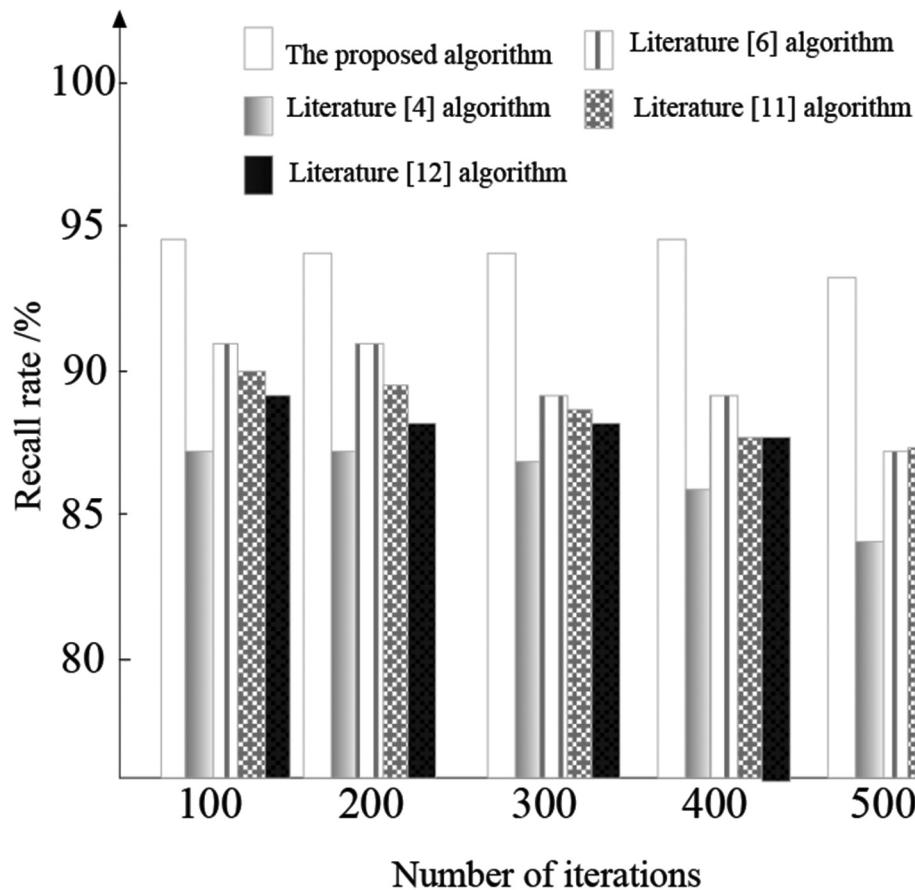 The proposed algorithm
Literature [6] algorithm
Literature [4] algorithm
Literature [11] algorithm
Literature [12] algorithm
Recall rate /%
100
95
90
85
80
100 200 300 400 500
Number of iterations